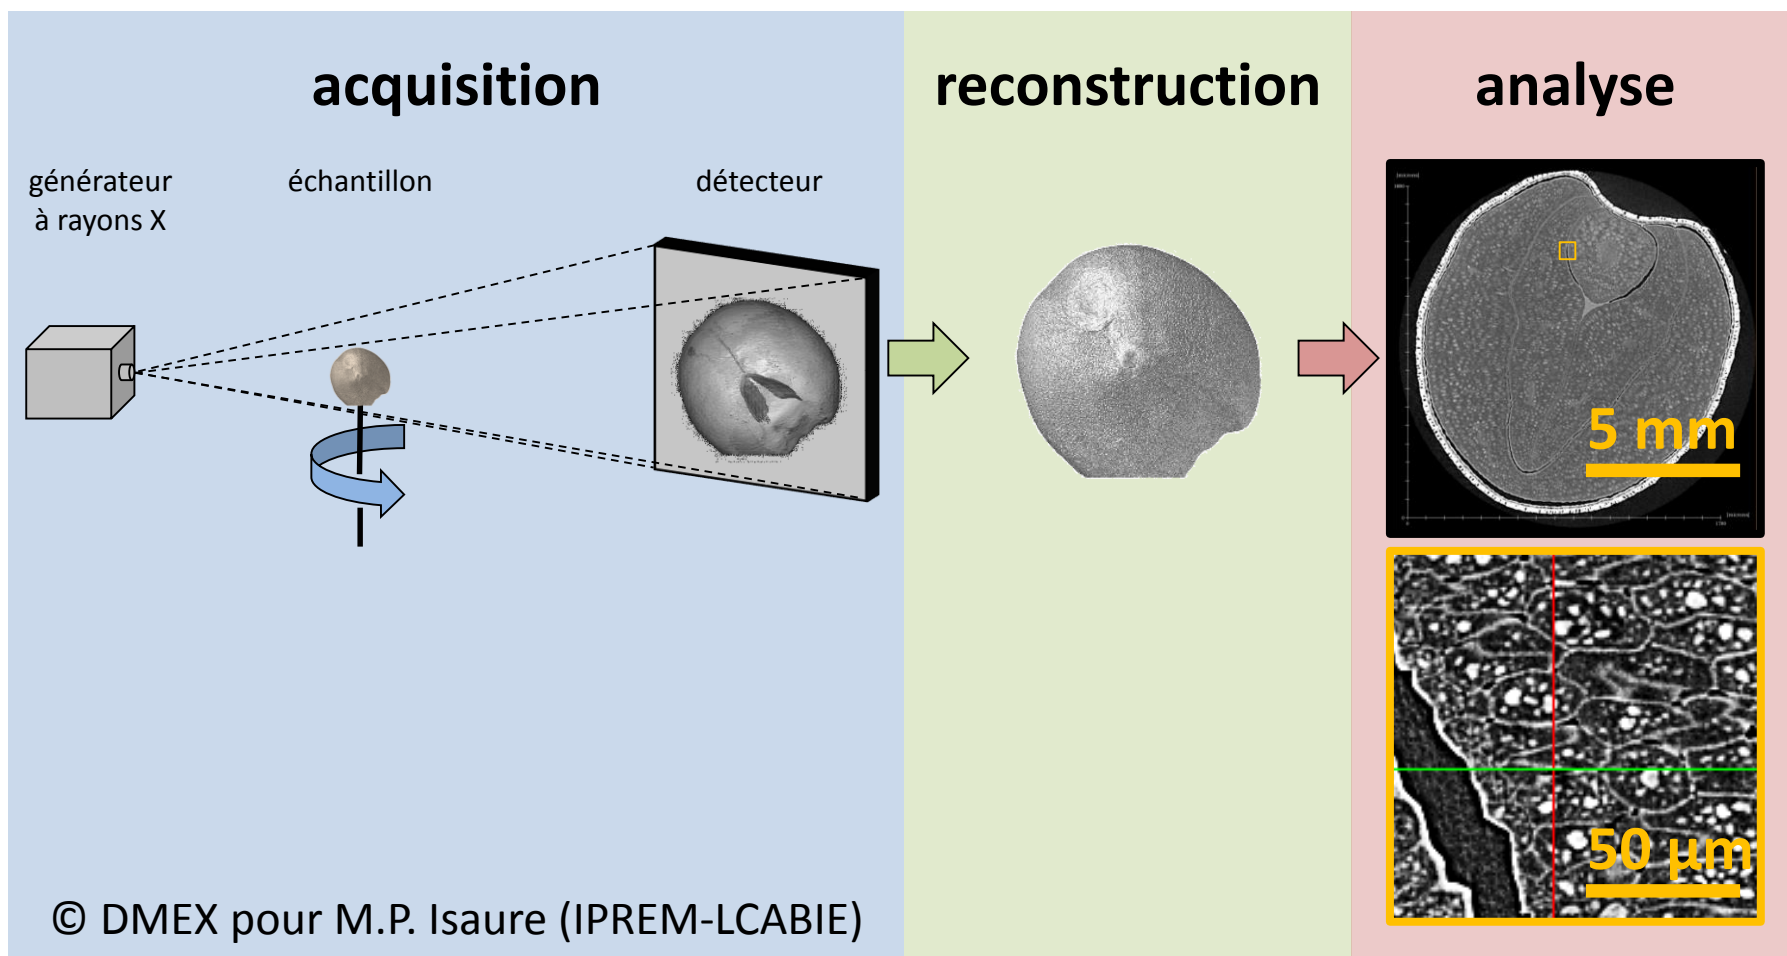 acquisition
reconstruction
analyse
générateur
à rayons X
échantillon
détecteur
5 mm
50 µm
© DMEX pour M.P. Isaure (IPREM-LCABIE)